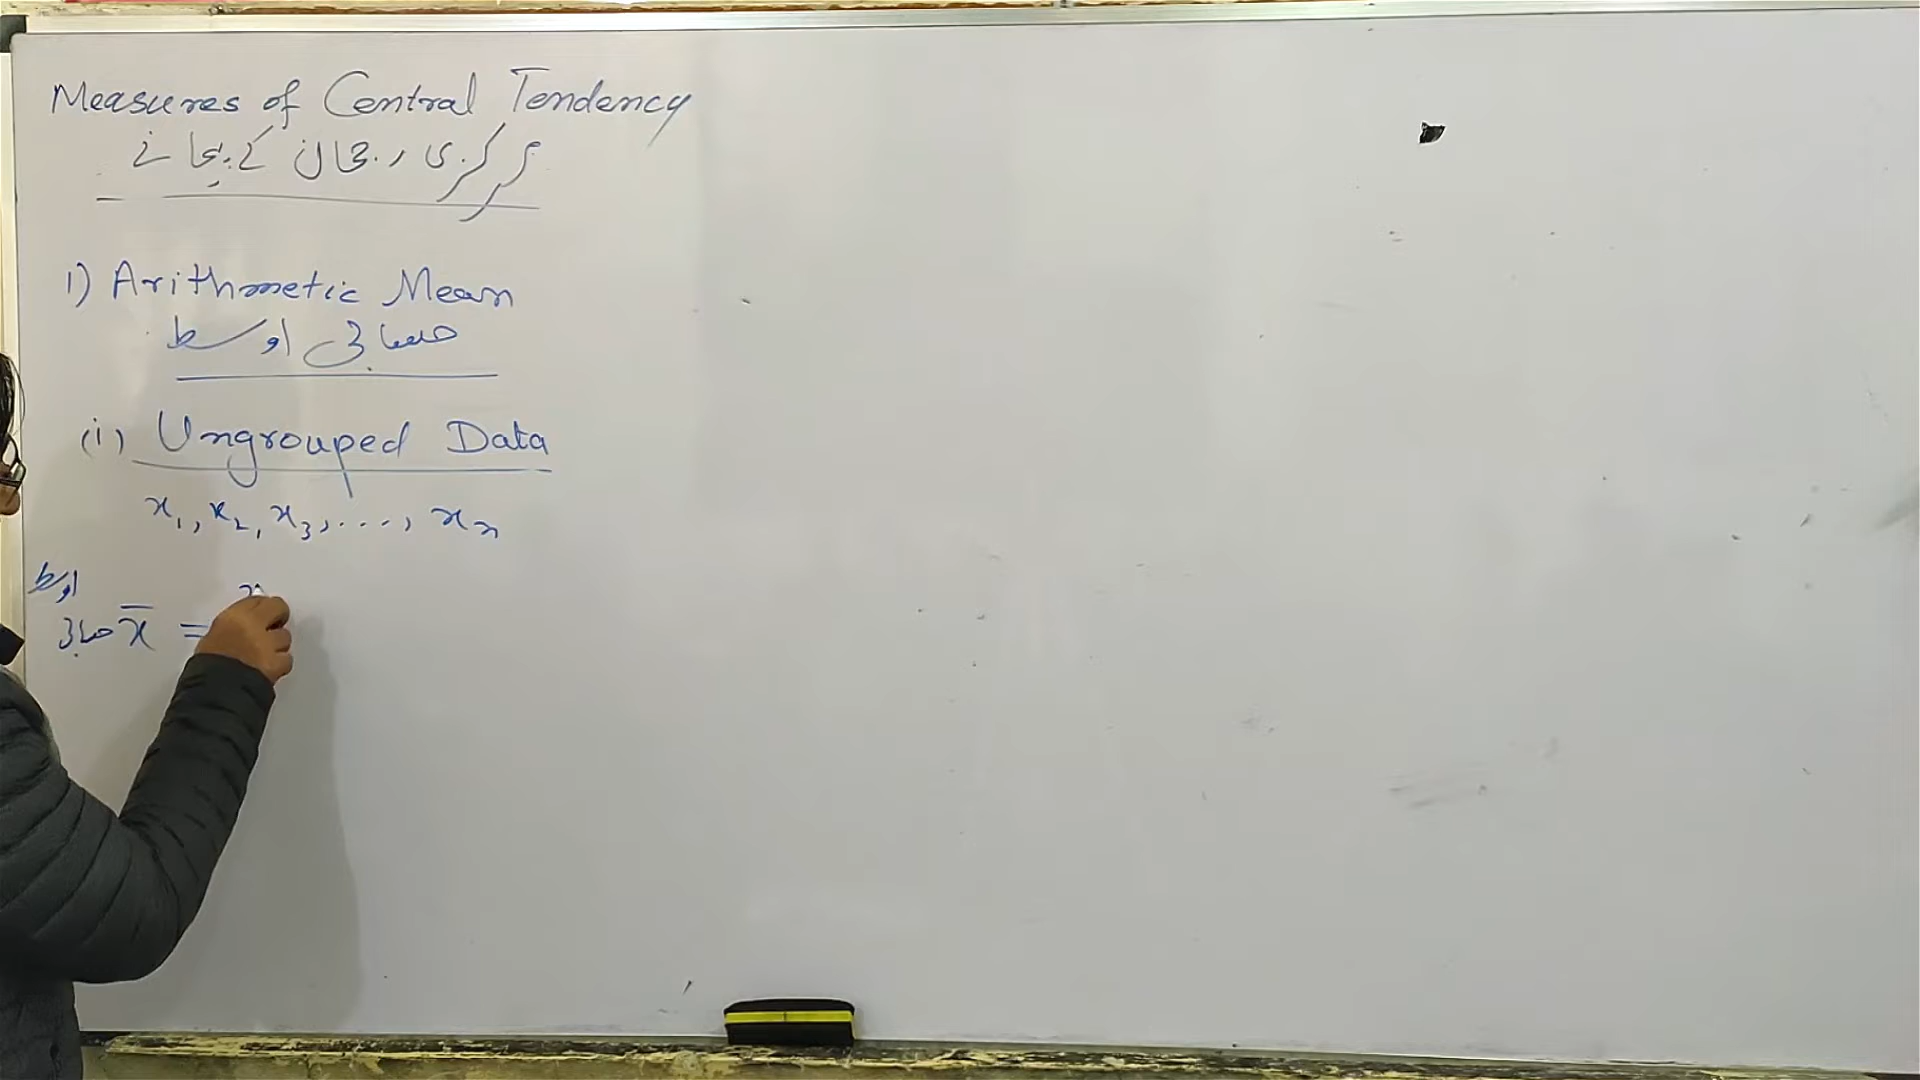 Measures of Central Tendency
مرکزی رجحان کے پیمانے
1) Arithmetic Mean
حسابی اوسط
(i) Ungrouped Data
x₁, x₂, x₃, ...., xₙ
اوسط
حسابی x̄ = x